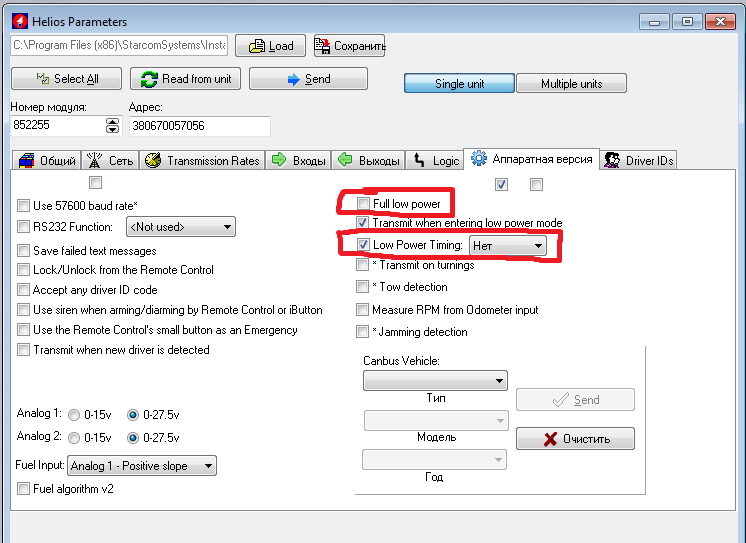 Helios Parameters
C:\Program Files (x86)\StarcomSystems\Insta
Load
Сохранить
Select All
Read from unit
Send
Single unit
Multiple units
Номер модуля:
Адрес:
852255
380670057056
Общий
Сеть
Transmission Rates
Входы
Выходы
Logic
Аппаратная версия
Driver IDs
Use 57600 baud rate*
RS232 Function:
<Not used>
Save failed text messages
Lock/Unlock from the Remote Control
Accept any driver ID code
Use siren when arming/diarming by Remote Control or iButton
Use the Remote Control's small button as an Emergency
Transmit when new driver is detected
Analog 1:
0-15v
0-27.5v
Analog 2:
0-15v
0-27.5v
Fuel Input:
Analog 1 - Positive slope
Fuel algorithm v2
Full low power
Transmit when entering low power mode
Low Power Timing:
Нет
* Transmit on turnings
* Tow detection
Measure RPM from Odometer input
*Jamming detection
Canbus Vehicle:
Тип
Модель
Год
Send
Очистить